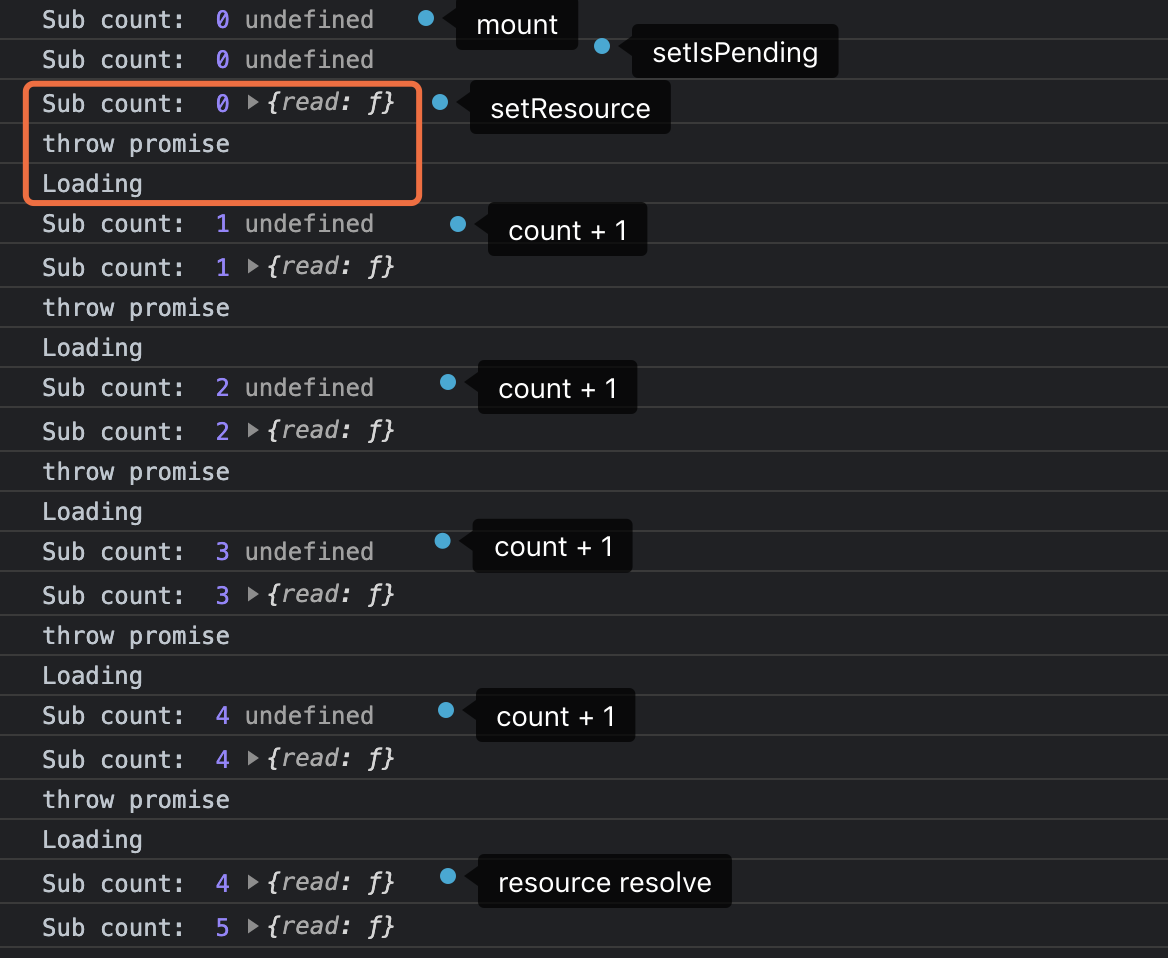 Sub count: 0 undefined mount
Sub count: 0 undefined setIsPending
Sub count: 0 ▶{read: ƒ} setResource
throw promise
Loading
Sub count: 1 undefined count + 1
Sub count: 1 ▶{read: ƒ}
throw promise
Loading
Sub count: 2 undefined count + 1
Sub count: 2 ▶{read: ƒ}
throw promise
Loading
Sub count: 3 undefined count + 1
Sub count: 3 ▶{read: ƒ}
throw promise
Loading
Sub count: 4 undefined count + 1
Sub count: 4 ▶{read: ƒ}
throw promise
Loading
Sub count: 4 ▶{read: ƒ} resource resolve
Sub count: 5 ▶{read: ƒ}